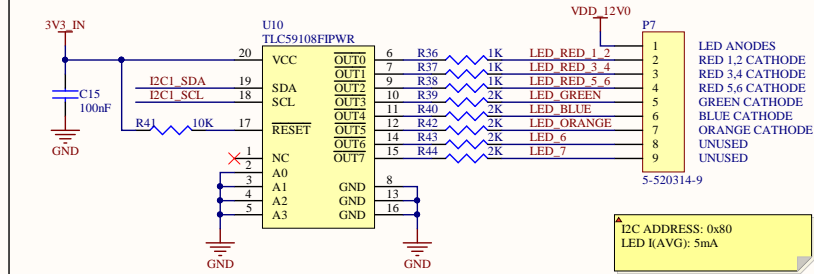 3V3_IN
C15
100nF
GND
I2C1_SDA
I2C1_SCL
R41 10K
U10
TLC59108FIPWR
20 VCC
19 SDA
18 SCL
17 RESET
1 NC
2 A0
3 A1
4 A2
5 A3
GND
OUT0 6 R36 1K LED_RED_1_2
OUT1 7 R37 1K LED_RED_3_4
OUT2 9 R38 1K LED_RED_5_6
OUT3 10 R39 2K LED_GREEN
OUT4 11 R40 2K LED_BLUE
OUT5 12 R42 2K LED_ORANGE
OUT6 14 R43 2K LED_6
OUT7 15 R44 2K LED_7
GND 8
GND 13
GND 16
GND
VDD_12V0
P7
1 LED ANODES
2 RED 1,2 CATHODE
3 RED 3,4 CATHODE
4 RED 5,6 CATHODE
5 GREEN CATHODE
6 BLUE CATHODE
7 ORANGE CATHODE
8 UNUSED
9 UNUSED
5-520314-9
I2C ADDRESS: 0x80
LED I(AVG): 5mA